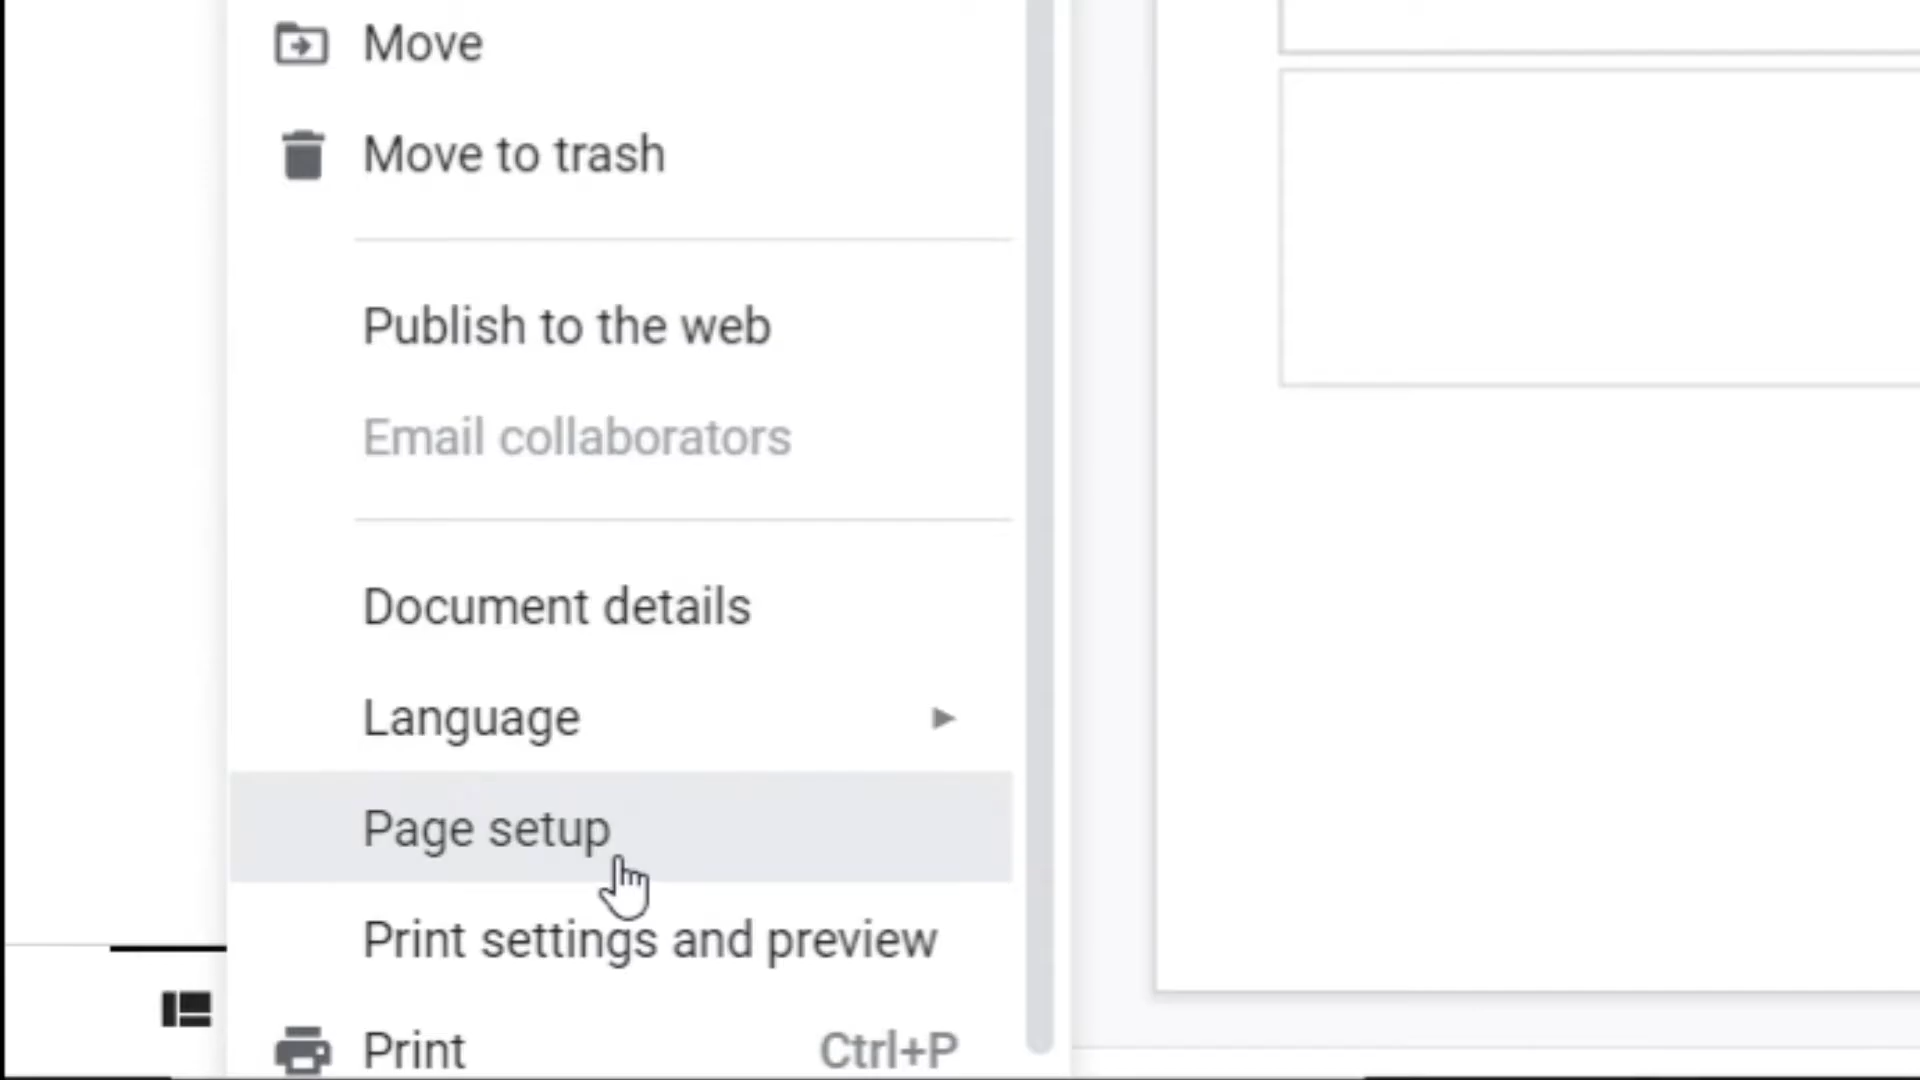 Move
Move to trash
Publish to the web
Email collaborators
Document details
Language
Page setup
Print settings and preview
Print Ctrl+P